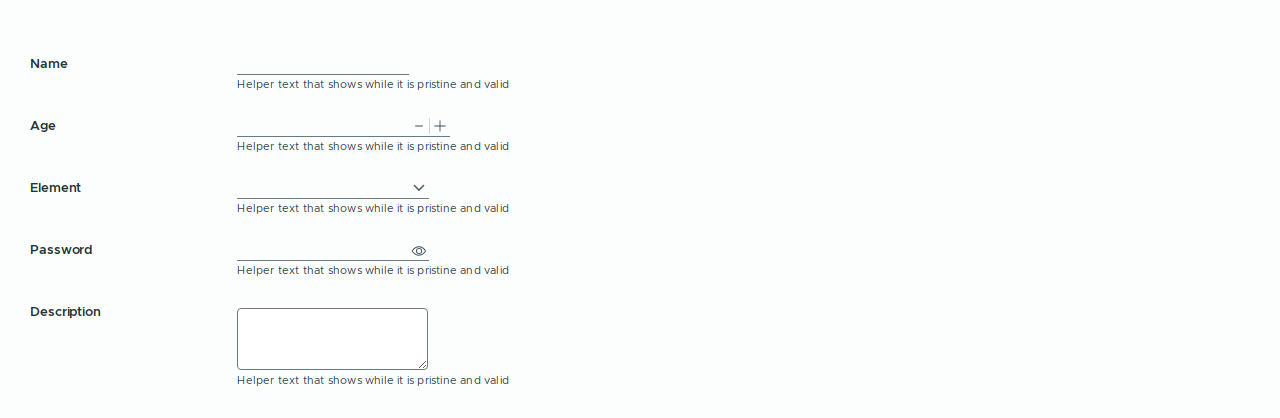 Name
Helper text that shows while it is pristine and valid
Age
Helper text that shows while it is pristine and valid
Element
Helper text that shows while it is pristine and valid
Password
Helper text that shows while it is pristine and valid
Description
Helper text that shows while it is pristine and valid